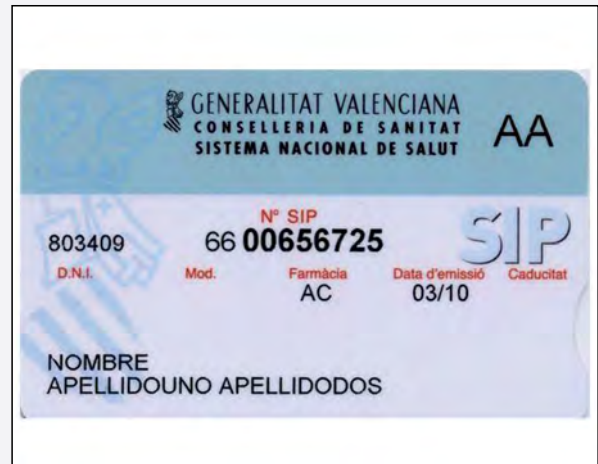 GENERALITAT VALENCIANA
CONSELLERIA DE SANITAT
SISTEMA NACIONAL DE SALUT
AA
Nº SIP
803409 66 00656725
SIP
D.N.I. Mod. Farmàcia Data d'emissió Caducitat
AC 03/10
NOMBRE
APELLIDOUNO APELLIDODOS